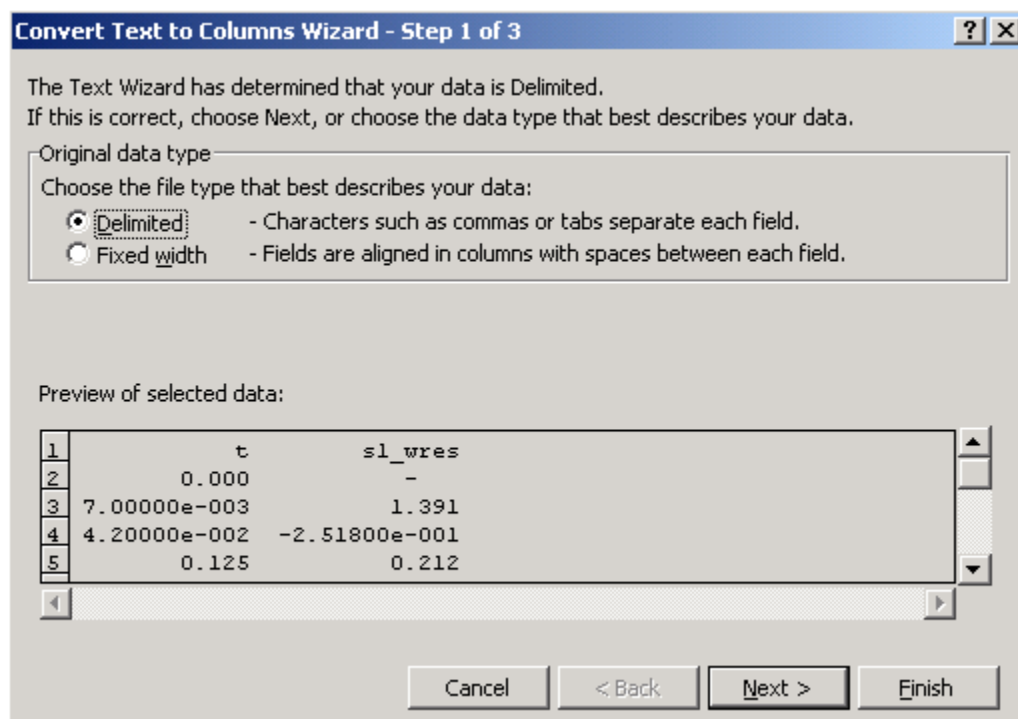 Convert Text to Columns Wizard - Step 1 of 3
The Text Wizard has determined that your data is Delimited.
If this is correct, choose Next, or choose the data type that best describes your data.
Original data type
Choose the file type that best describes your data:
Delimited - Characters such as commas or tabs separate each field.
Fixed width - Fields are aligned in columns with spaces between each field.
Preview of selected data:
1 t sl_wres
2 0.000 -
3 7.00000e-003 1.391
4 4.20000e-002 -2.51800e-001
5 0.125 0.212
Cancel < Back Next > Finish